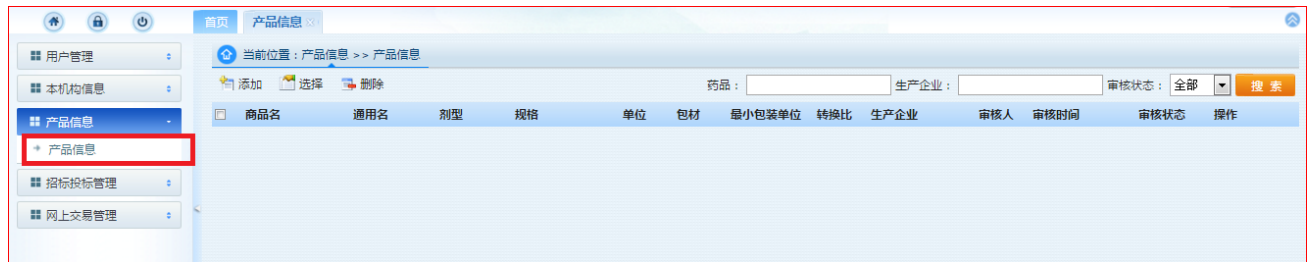 首页 产品信息
用户管理
本机构信息
产品信息
产品信息
招标投标管理
网上交易管理
当前位置：产品信息 >> 产品信息
添加 选择 删除 药品： 生产企业： 审核状态： 全部 搜 索
商品名 通用名 剂型 规格 单位 包材 最小包装单位 转换比 生产企业 审核人 审核时间 审核状态 操作